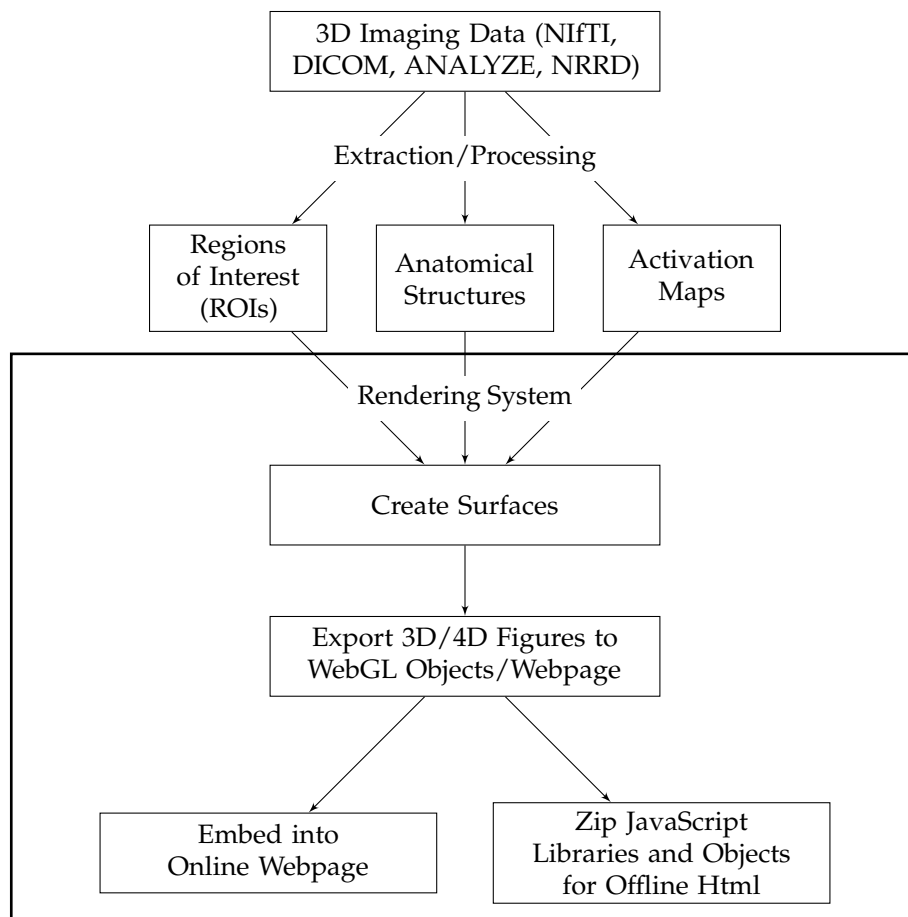 3D Imaging Data (NIfTI,
DICOM, ANALYZE, NRRD)
Extraction/Processing
Regions
of Interest
(ROIs)
Anatomical
Structures
Activation
Maps
Rendering System
Create Surfaces
Export 3D/4D Figures to
WebGL Objects/Webpage
Embed into
Online Webpage
Zip JavaScript
Libraries and Objects
for Offline Html